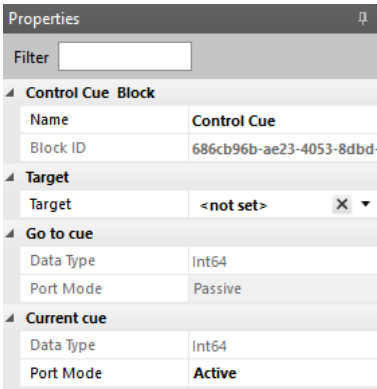 Properties
Filter
Control Cue Block
Name Control Cue
Block ID 686cb96b-ae23-4053-8dbd-
Target
Target <not set>
Go to cue
Data Type Int64
Port Mode Passive
Current cue
Data Type Int64
Port Mode Active